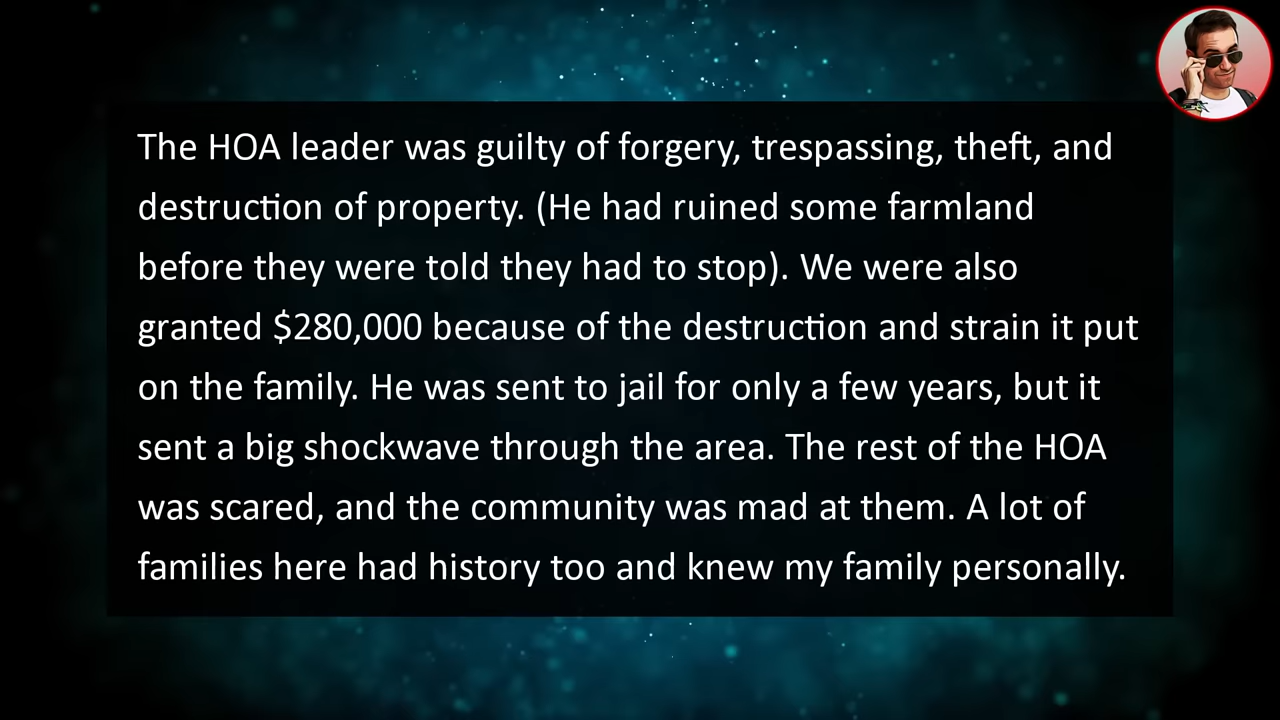 The HOA leader was guilty of forgery, trespassing, theft, and
destruction of property. (He had ruined some farmland
before they were told they had to stop). We were also
granted $280,000 because of the destruction and strain it put
on the family. He was sent to jail for only a few years, but it
sent a big shockwave through the area. The rest of the HOA
was scared, and the community was mad at them. A lot of
families here had history too and knew my family personally.